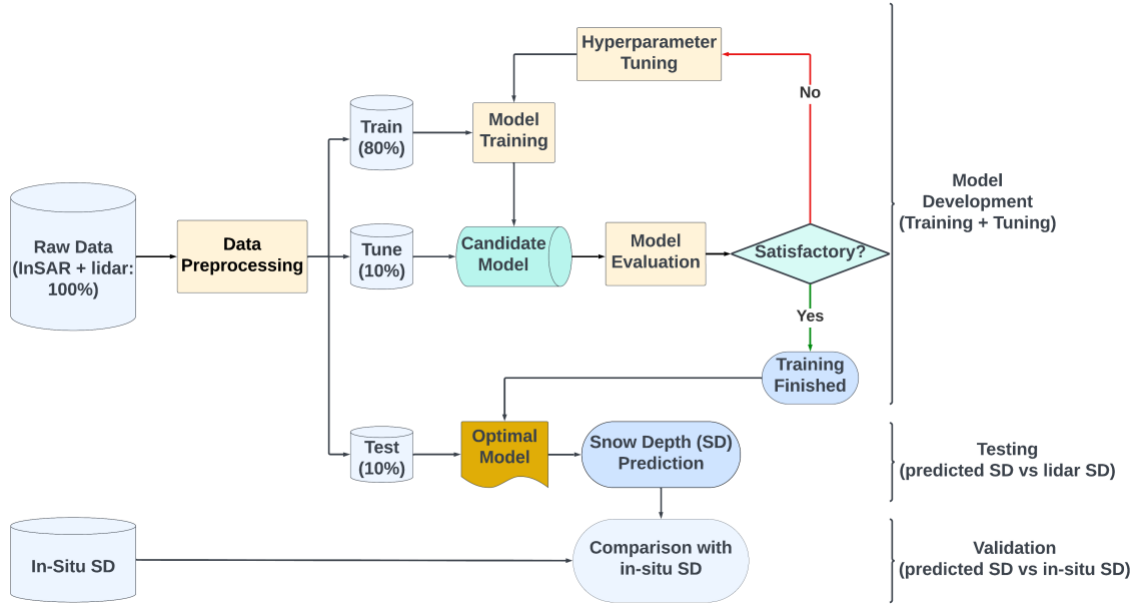 Hyperparameter
Tuning
No
Train
(80%)
Model
Training
Model
Development
(Training + Tuning)
Raw Data
(InSAR + lidar:
100%)
Data
Preprocessing
Tune
(10%)
Candidate
Model
Model
Evaluation
Satisfactory?
Yes
Training
Finished
Test
(10%)
Optimal
Model
Snow Depth (SD)
Prediction
Testing
(predicted SD vs lidar SD)
In-Situ SD
Comparison with
in-situ SD
Validation
(predicted SD vs in-situ SD)